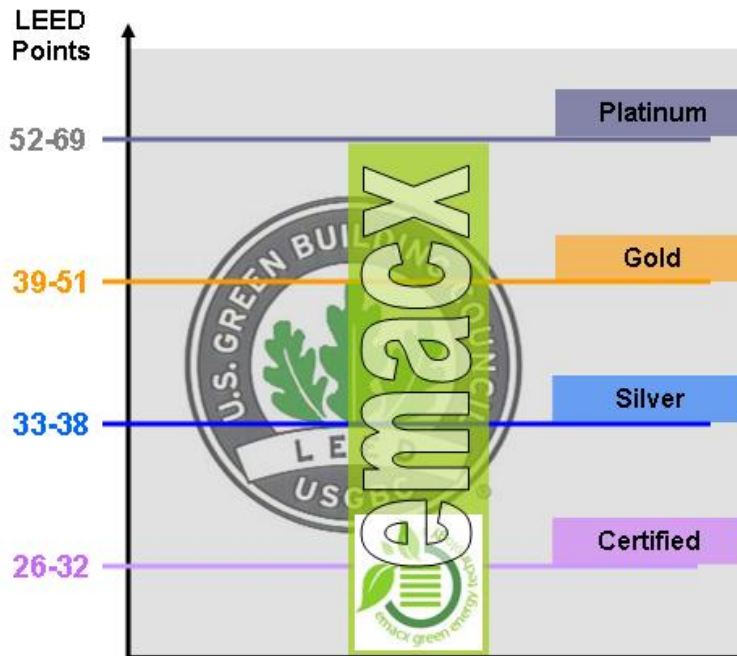 LEED
Points
52-69
39-51
33-38
26-32
Platinum
Gold
Silver
Certified
U.S. GREEN BUILDING COUNCIL
LEED
USGBC
®
emacx
emacx green energy